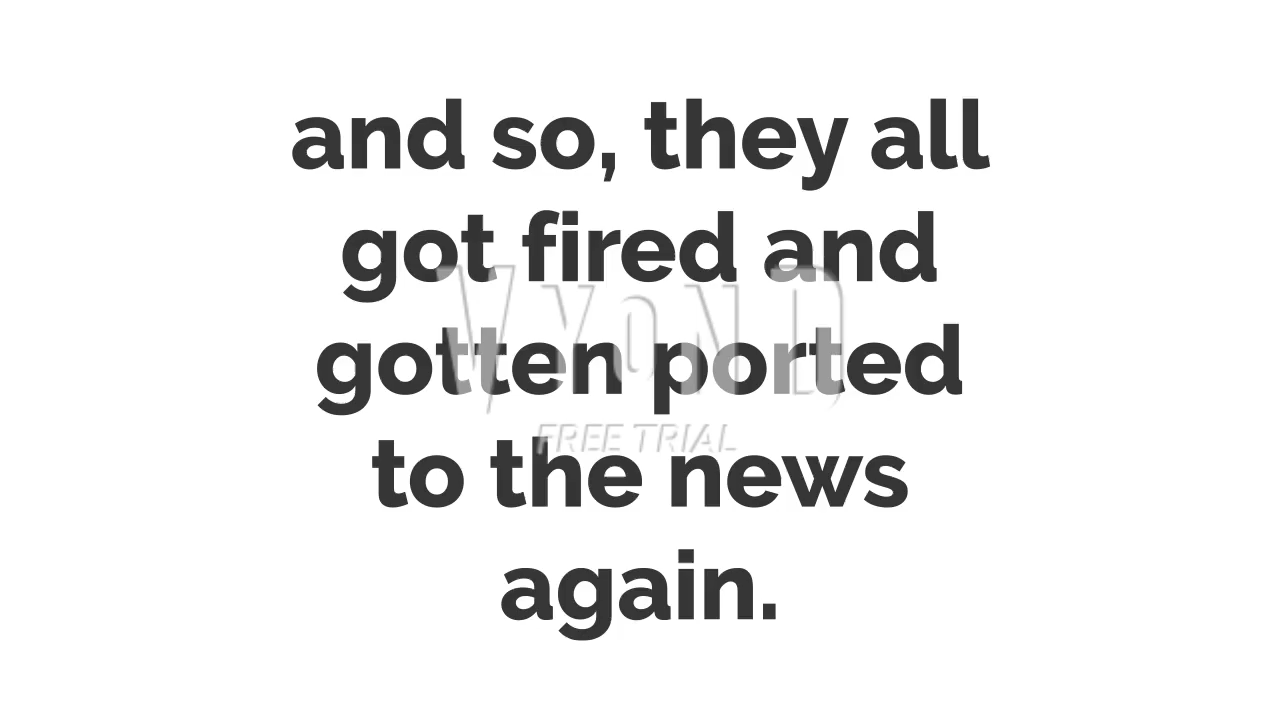 and so, they all
got fired and
gotten ported
to the news
again.
VYOND
FREE TRIAL